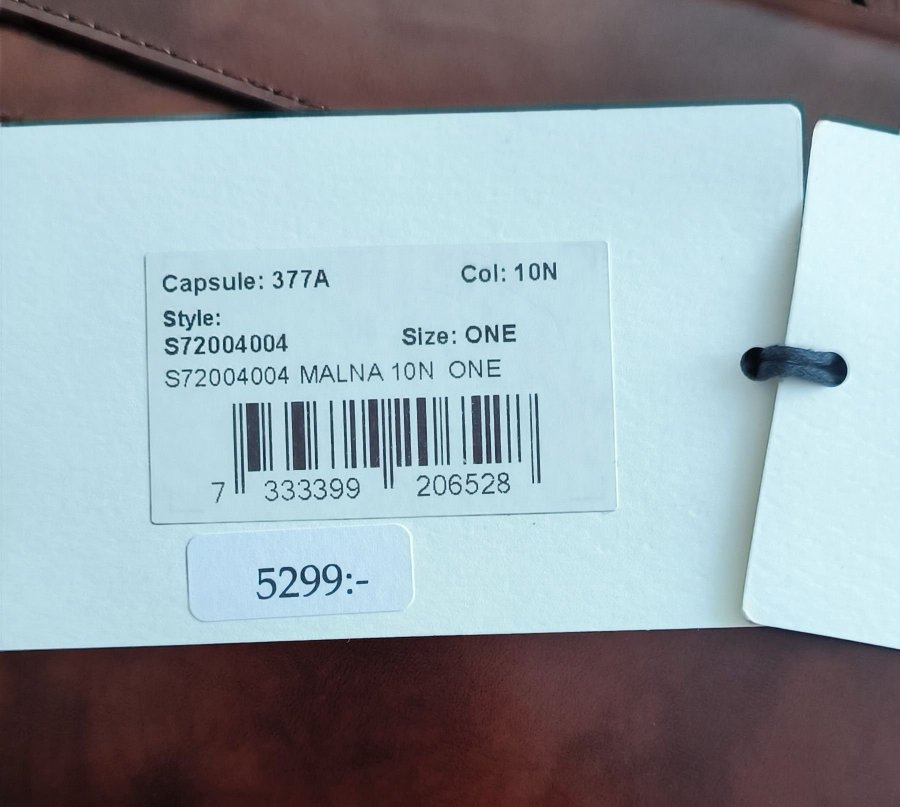 Capsule: 377A Col: 10N
Style:
S72004004 Size: ONE
S72004004 MALNA 10N ONE
7 333399 206528
5299:-